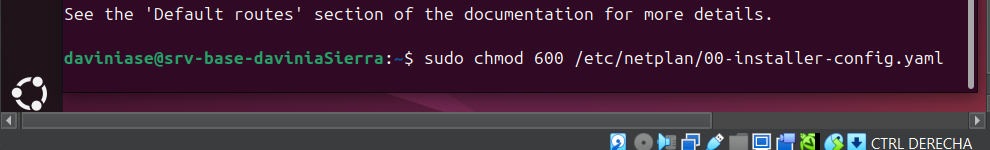 See the 'Default routes' section of the documentation for more details.
daviniase@srv-base-daviniaSierra:~$ sudo chmod 600 /etc/netplan/00-installer-config.yaml
CTRL DERECHA